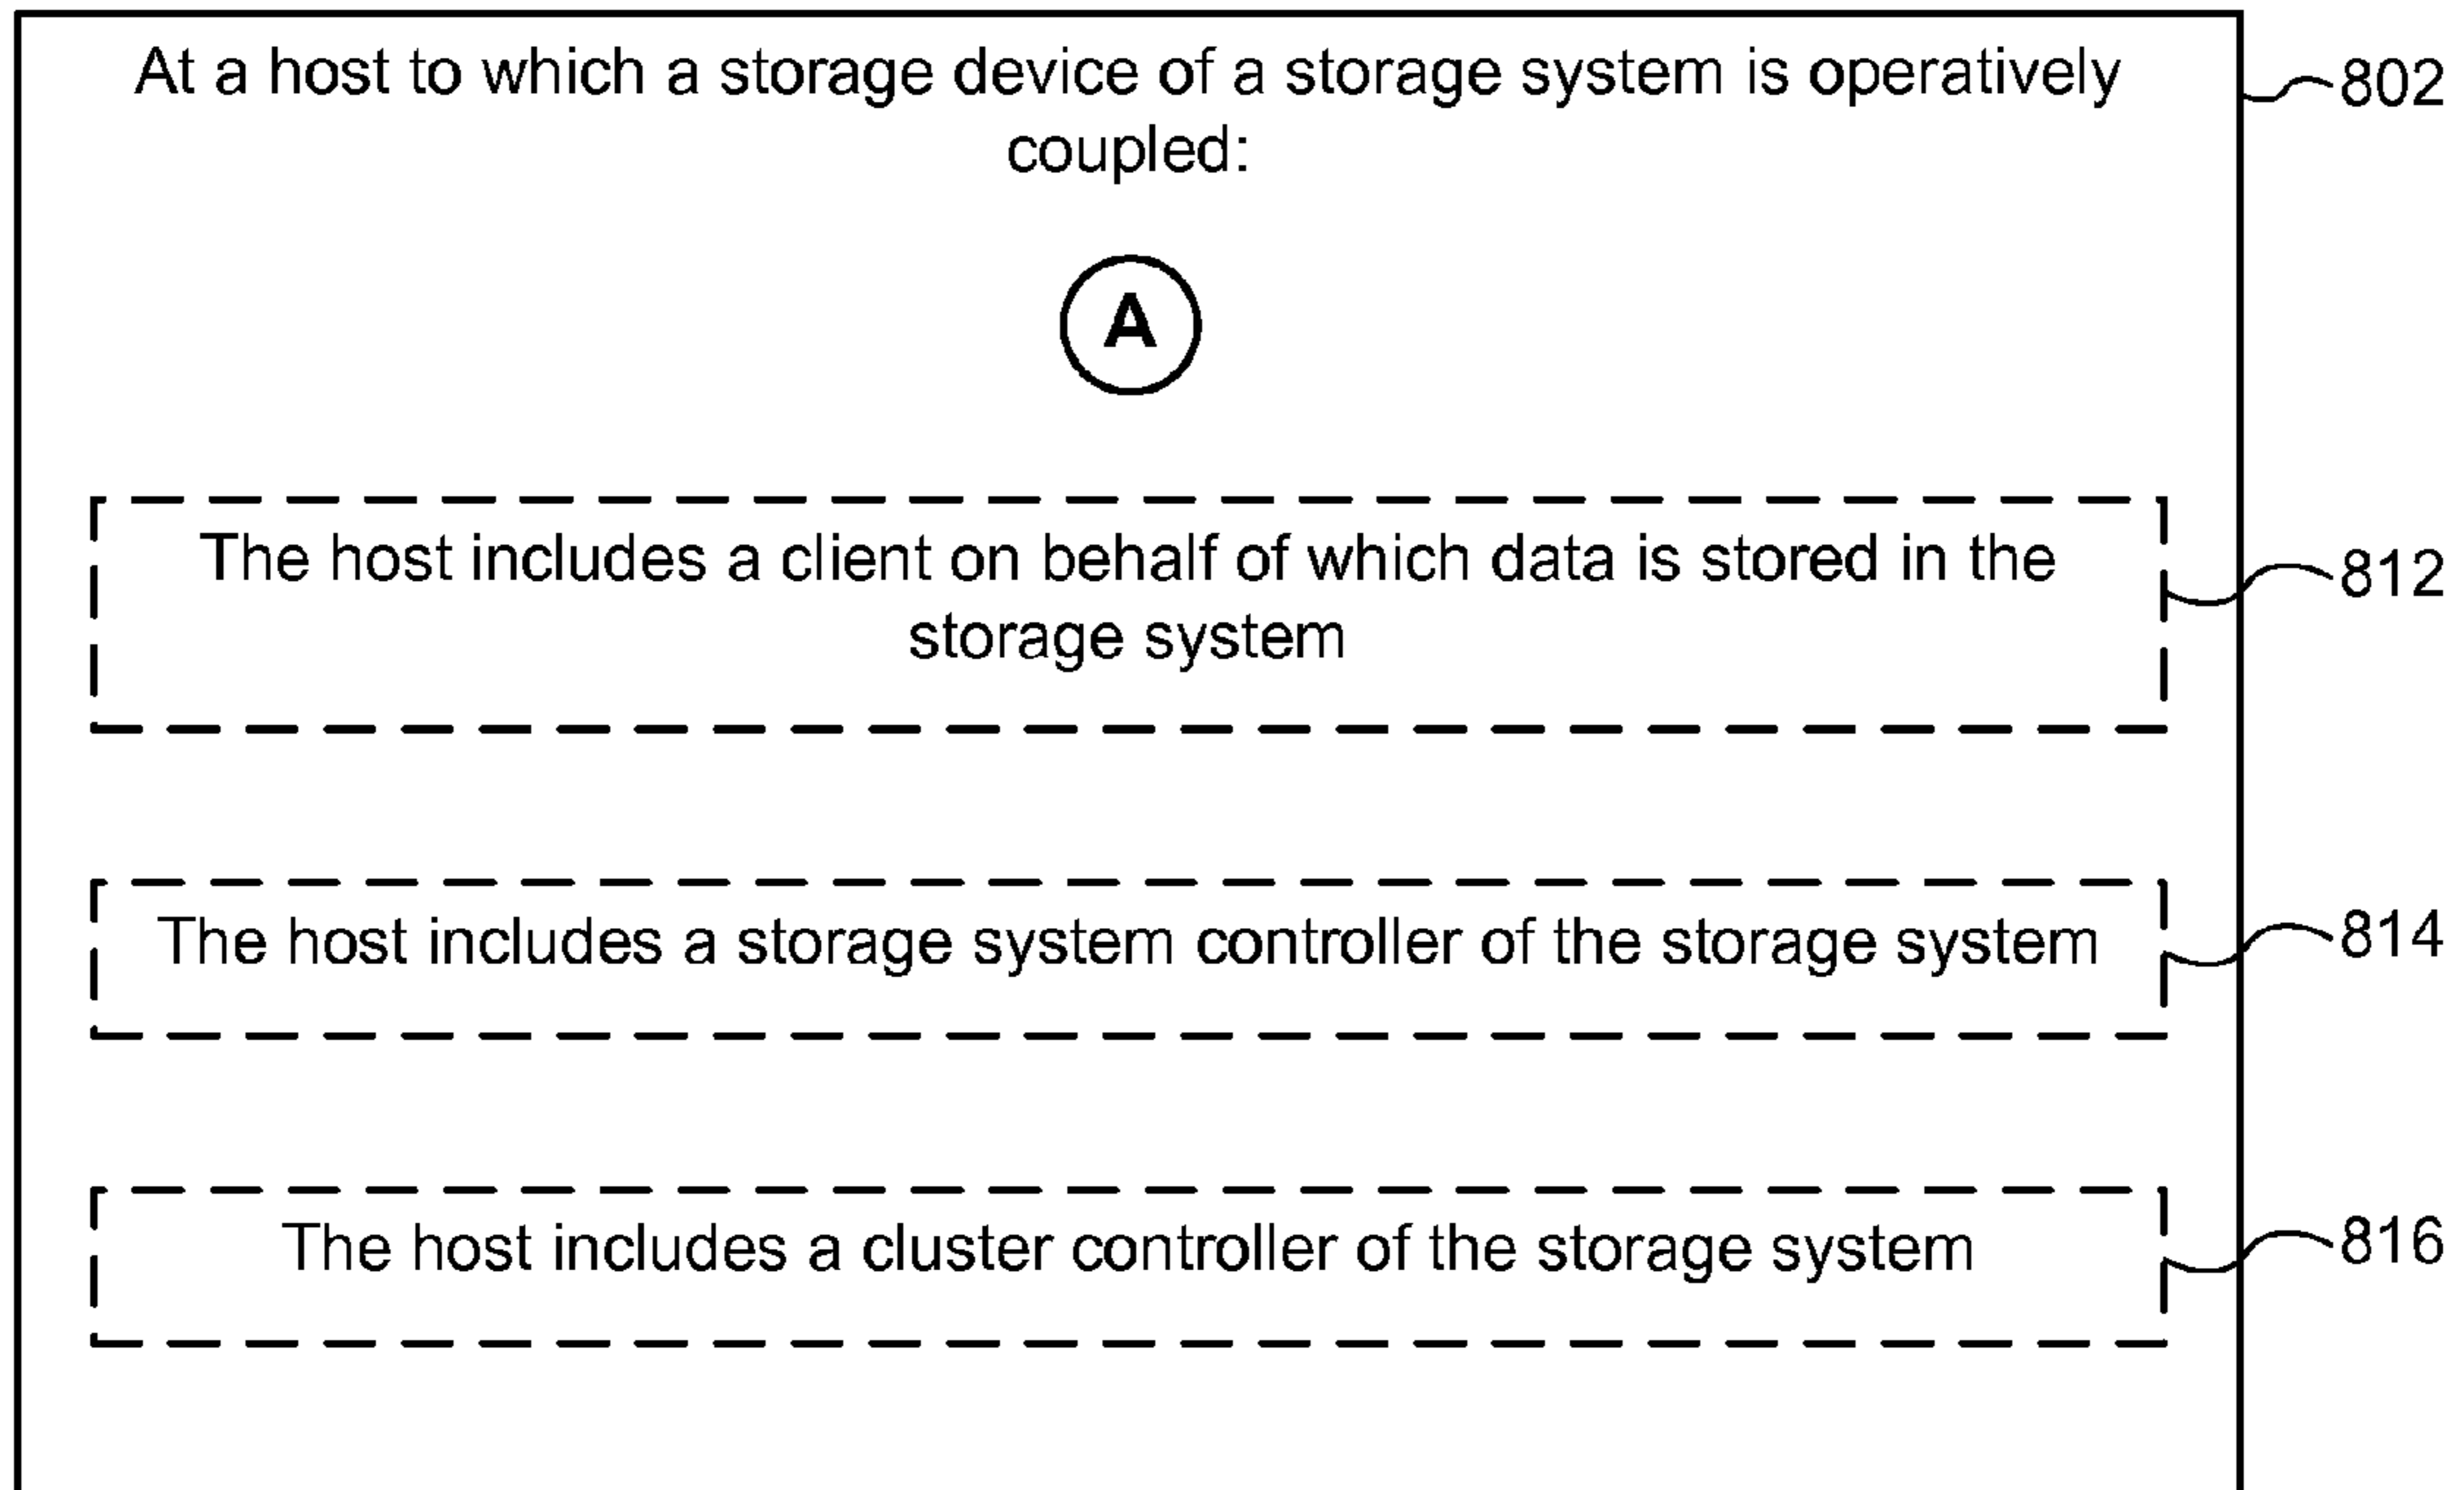 At a host to which a storage device of a storage system is operatively
coupled:
802
A
The host includes a client on behalf of which data is stored in the
storage system
812
The host includes a storage system controller of the storage system
814
The host includes a cluster controller of the storage system
816